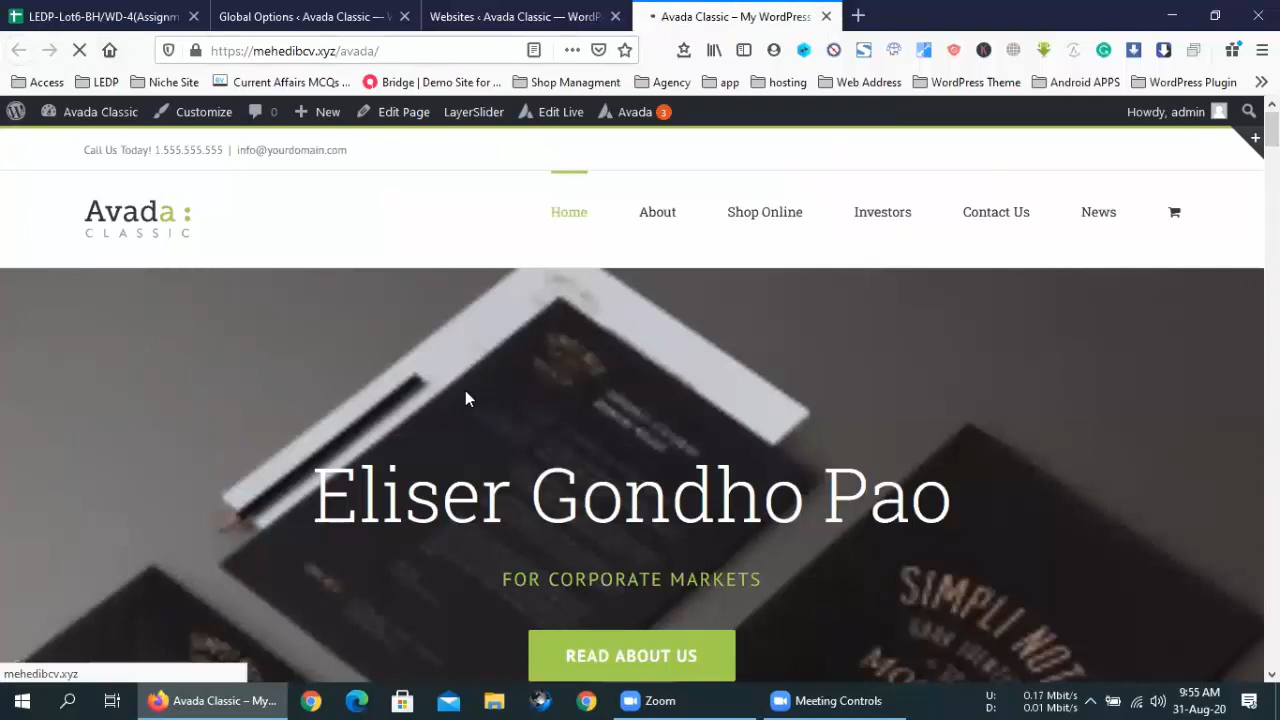 LEDP-Lot6-BH/WD-4(Assignm
Global Options ‹ Avada Classic — W
Websites ‹ Avada Classic — WordP
Avada Classic – My WordPress
https://mehedibcv.xyz/avada/
Access
LEDP
Niche Site
Current Affairs MCQs ...
Bridge | Demo Site for ...
Shop Managment
Agency
app
hosting
Web Address
WordPress Theme
Android APPS
WordPress Plugin
Avada Classic
Customize
0
New
Edit Page
LayerSlider
Edit Live
Avada 3
Howdy, admin
Call Us Today! 1.555.555.555 | info@yourdomain.com
Avada :
CLASSIC
Home
About
Shop Online
Investors
Contact Us
News
Eliser Gondho Pao
FOR CORPORATE MARKETS
SIMPLI NOT
READ ABOUT US
mehedibcv.xyz
Avada Classic – My...
Zoom
Meeting Controls
U: 0.17 Mbit/s
D: 0.01 Mbit/s
9:55 AM
31-Aug-20